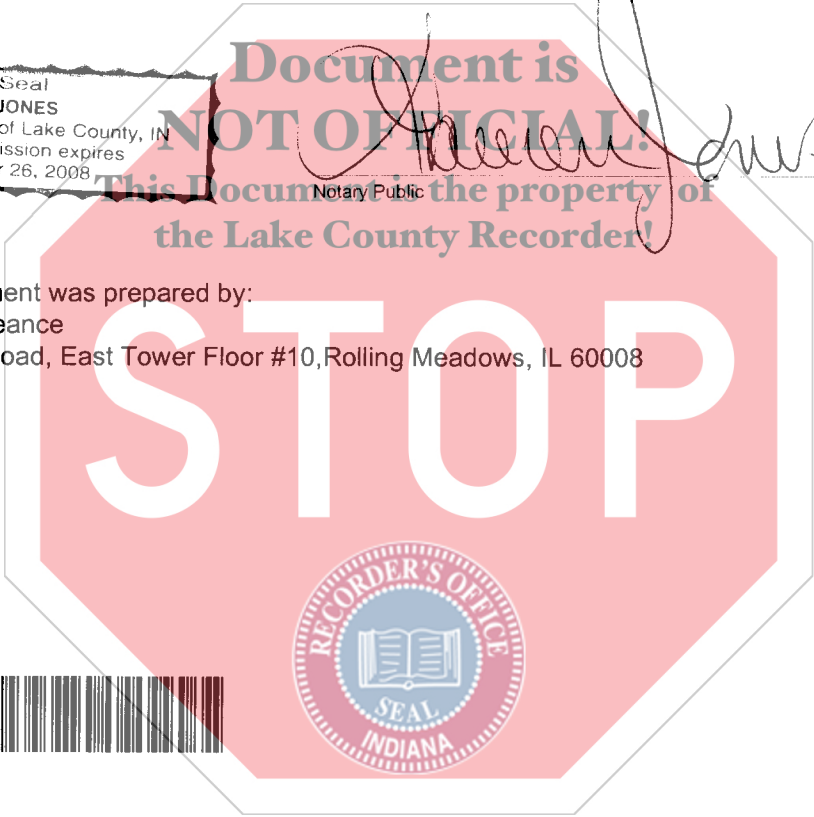 Document is
NOT OFFICIAL!
This Document is the property of
the Lake County Recorder!
Seal
JONES
of Lake County, IN
ission expires
26, 2008
Notary Public
ent was prepared by:
eance
oad, East Tower Floor #10,Rolling Meadows, IL 60008
STOP
RECORDER'S OFFICE
SEAL
INDIANA